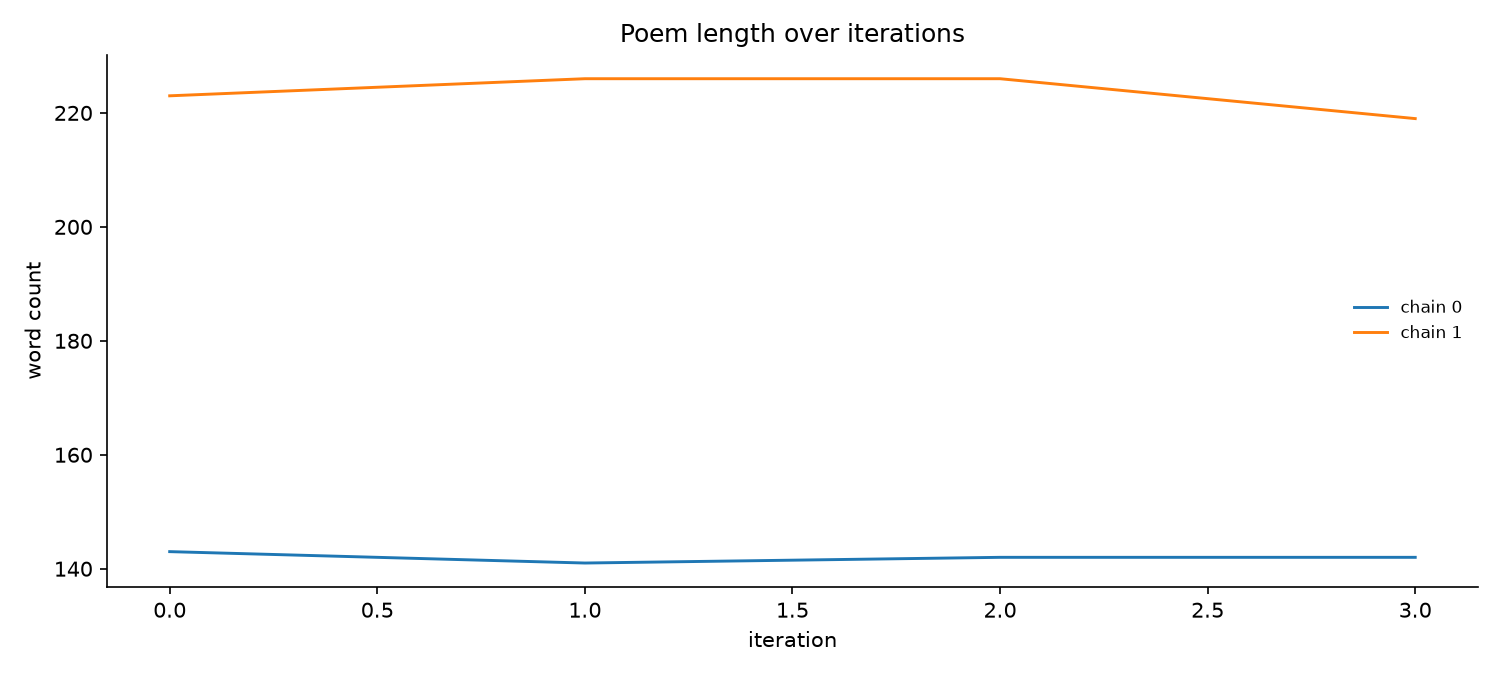 Poem length over iterations
220
200
180
160
140
word count
chain 0
chain 1
0.0 0.5 1.0 1.5 2.0 2.5 3.0
iteration